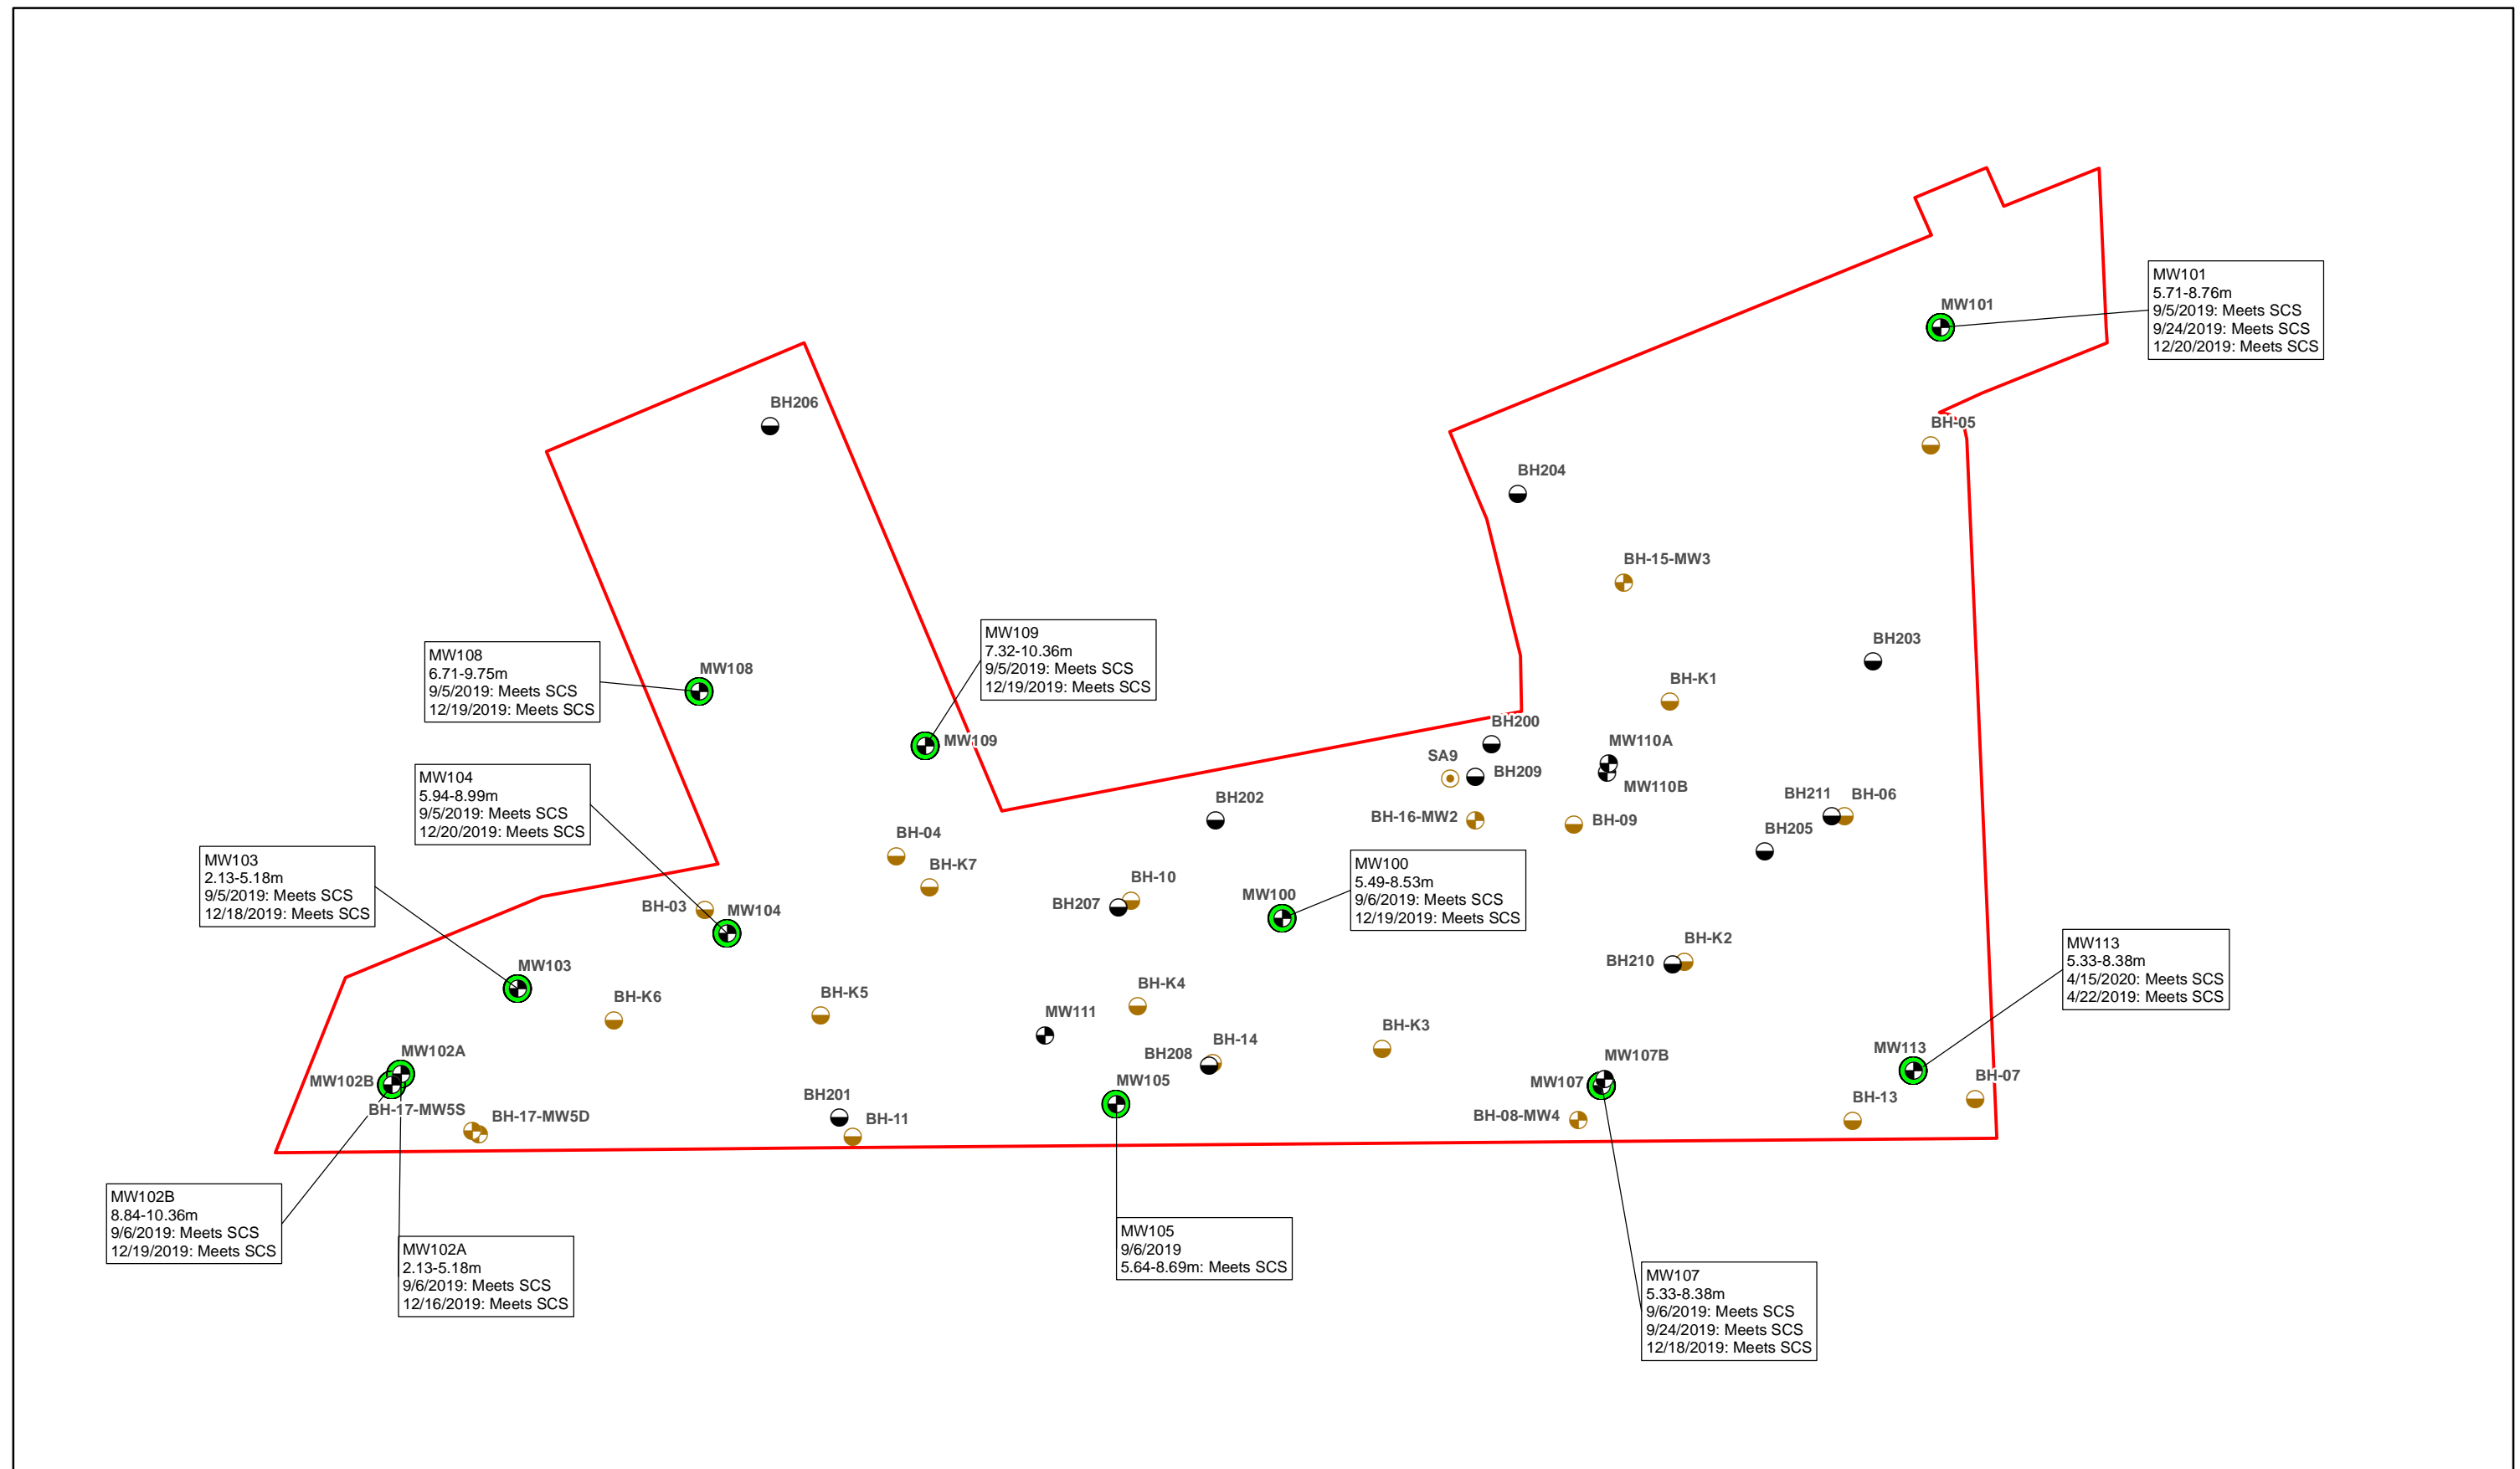 MW101
5.71-8.76m
9/5/2019: Meets SCS
9/24/2019: Meets SCS
12/20/2019: Meets SCS
MW101
BH206
BH-05
BH204
BH-15-MW3
MW109
7.32-10.36m
9/5/2019: Meets SCS
12/19/2019: Meets SCS
MW108
6.71-9.75m
9/5/2019: Meets SCS
12/19/2019: Meets SCS
MW108
BH203
BH-K1
BH200
MW109
MW110A
SA9
BH209
MW110B
MW104
5.94-8.99m
9/5/2019: Meets SCS
12/20/2019: Meets SCS
BH202
BH-16-MW2
BH-09
BH211
BH-06
BH205
BH-04
BH-K7
MW103
2.13-5.18m
9/5/2019: Meets SCS
12/18/2019: Meets SCS
MW100
5.49-8.53m
9/6/2019: Meets SCS
12/19/2019: Meets SCS
BH-10
BH207
MW100
BH-03
MW104
BH-K2
BH210
MW113
5.33-8.38m
4/15/2020: Meets SCS
4/22/2019: Meets SCS
MW103
BH-K6
BH-K5
BH-K4
MW111
BH-K3
BH-14
BH208
MW113
MW102A
MW102B
MW107B
MW107
MW105
BH-07
BH-13
BH-17-MW5S
BH-17-MW5D
BH201
BH-11
BH-08-MW4
MW102B
8.84-10.36m
9/6/2019: Meets SCS
12/19/2019: Meets SCS
MW102A
2.13-5.18m
9/6/2019: Meets SCS
12/16/2019: Meets SCS
MW105
9/6/2019
5.64-8.69m: Meets SCS
MW107
5.33-8.38m
9/6/2019: Meets SCS
9/24/2019: Meets SCS
12/18/2019: Meets SCS